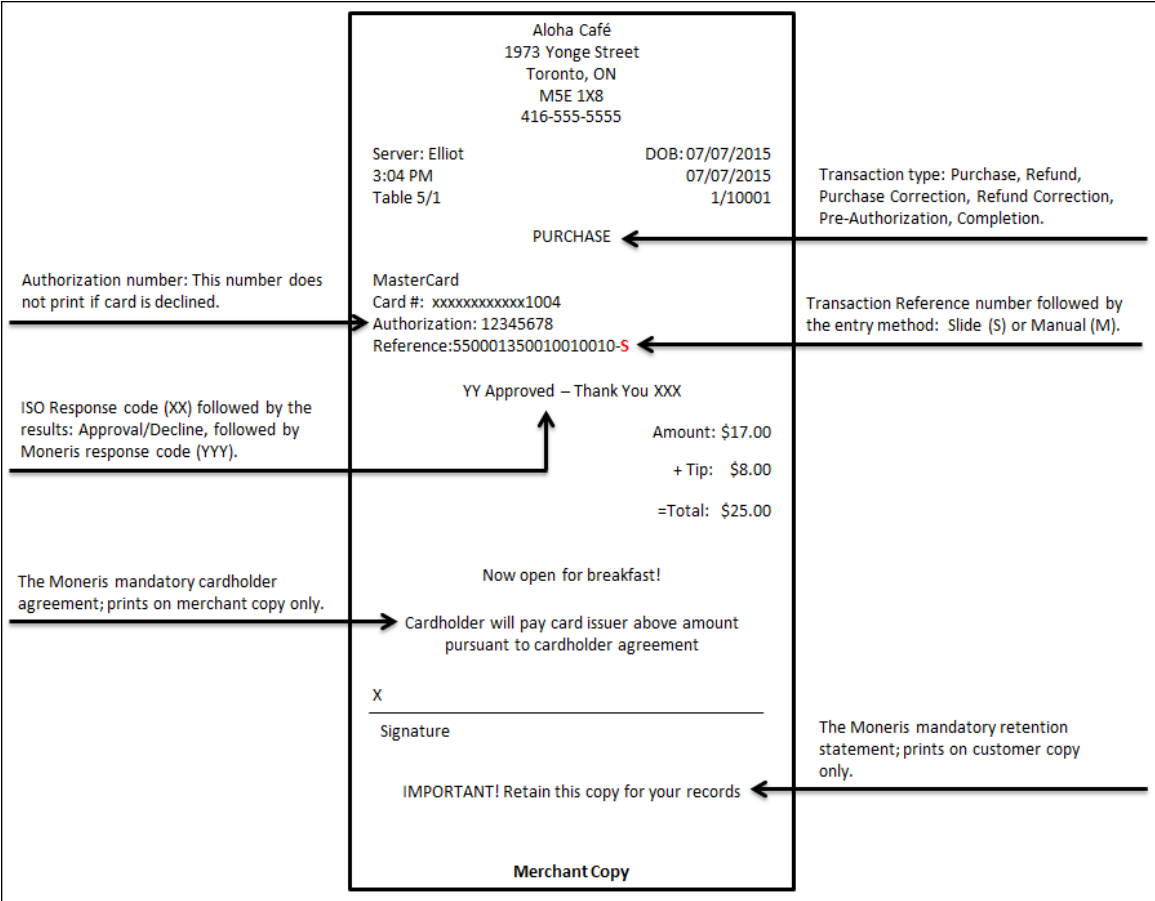 Aloha Café
1973 Yonge Street
Toronto, ON
M5E 1X8
416-555-5555
Server: Elliot DOB: 07/07/2015
3:04 PM 07/07/2015
Table 5/1 1/10001
Transaction type: Purchase, Refund,
Purchase Correction, Refund Correction,
Pre-Authorization, Completion.
PURCHASE
Authorization number: This number does
not print if card is declined.
MasterCard
Card #: xxxxxxxxxxxx1004
Authorization: 12345678
Reference:550001350010010010-S
Transaction Reference number followed by
the entry method: Slide (S) or Manual (M).
YY Approved – Thank You XXX
ISO Response code (XX) followed by the
results: Approval/Decline, followed by
Moneris response code (YYY).
Amount: $17.00
+ Tip: $8.00
=Total: $25.00
Now open for breakfast!
The Moneris mandatory cardholder
agreement; prints on merchant copy only.
Cardholder will pay card issuer above amount
pursuant to cardholder agreement
X
Signature
The Moneris mandatory retention
statement; prints on customer copy
only.
IMPORTANT! Retain this copy for your records
Merchant Copy